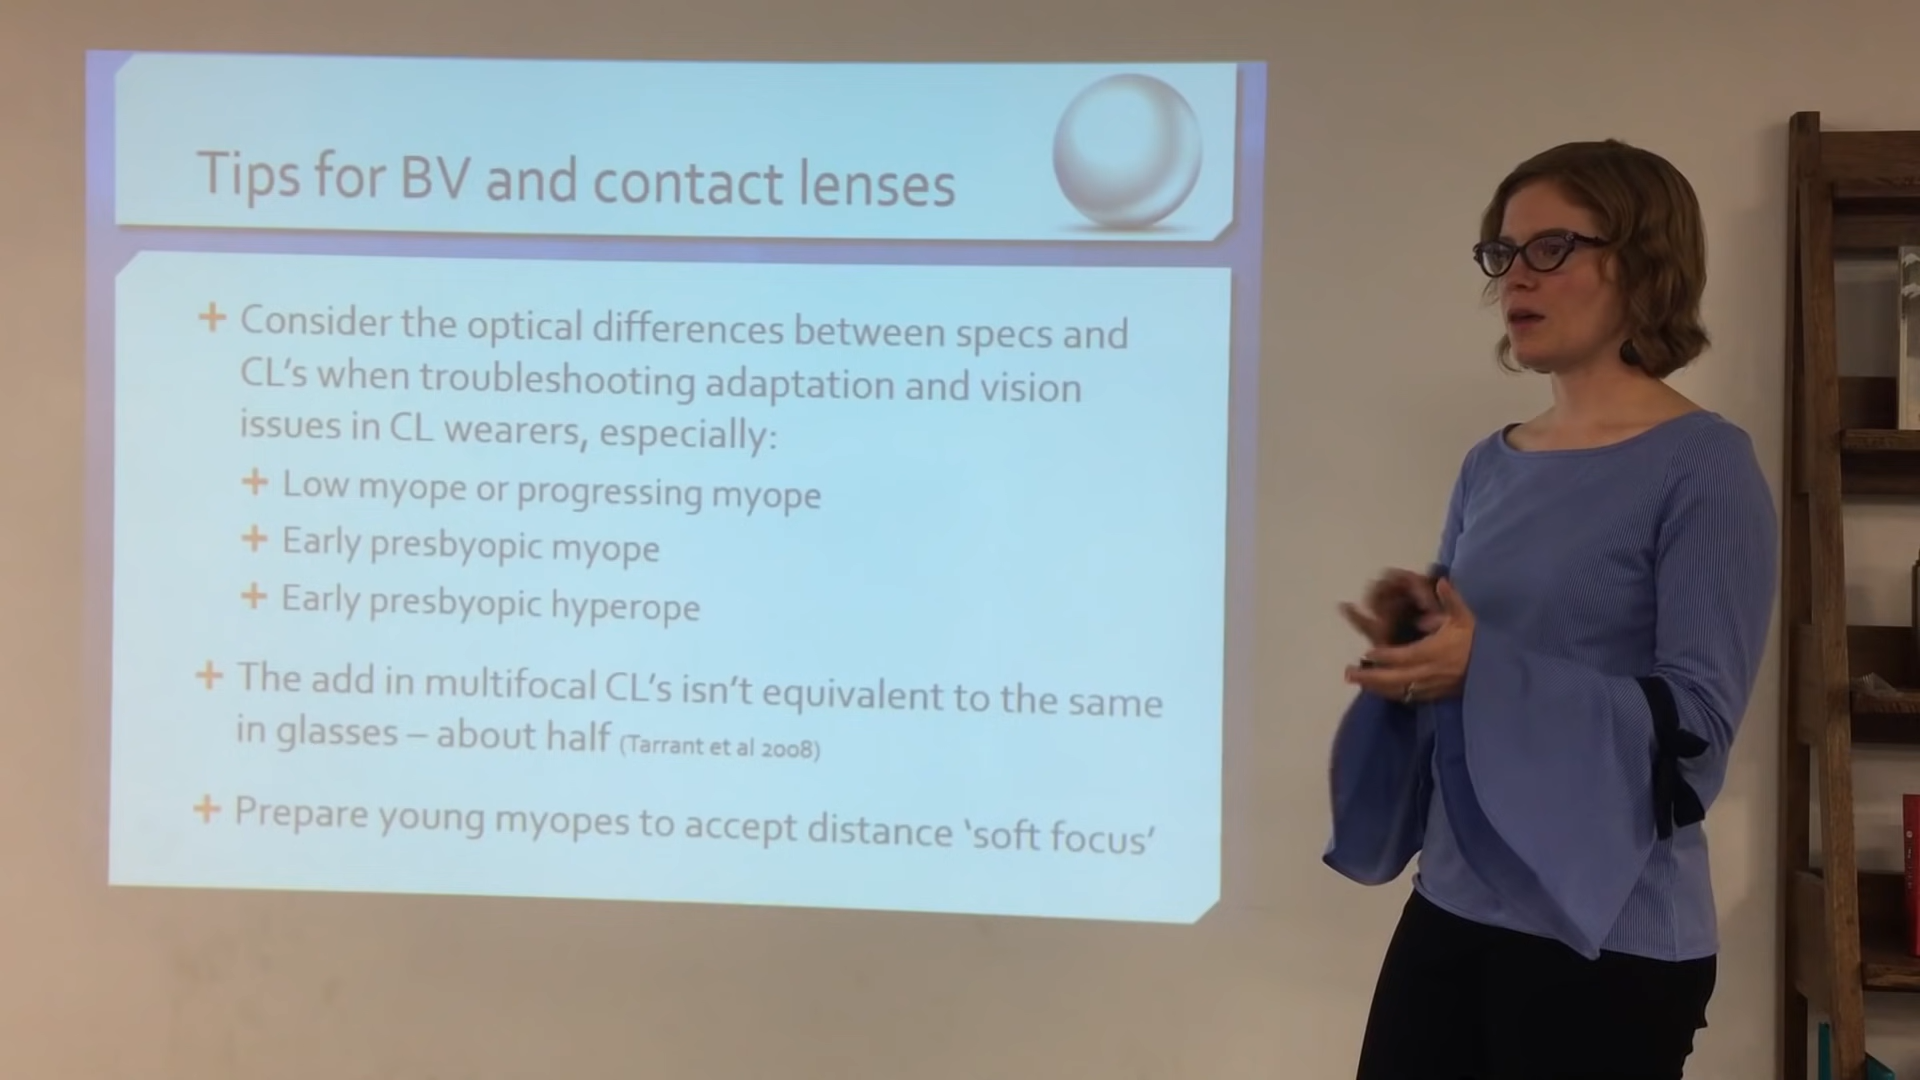 Tips for BV and contact lenses
+ Consider the optical differences between specs and
CL's when troubleshooting adaptation and vision
issues in CL wearers, especially:
+ Low myope or progressing myope
+ Early presbyopic myope
+ Early presbyopic hyperope
+ The add in multifocal CL's isn't equivalent to the same
in glasses – about half (Tarrant et al 2008)
+ Prepare young myopes to accept distance 'soft focus'